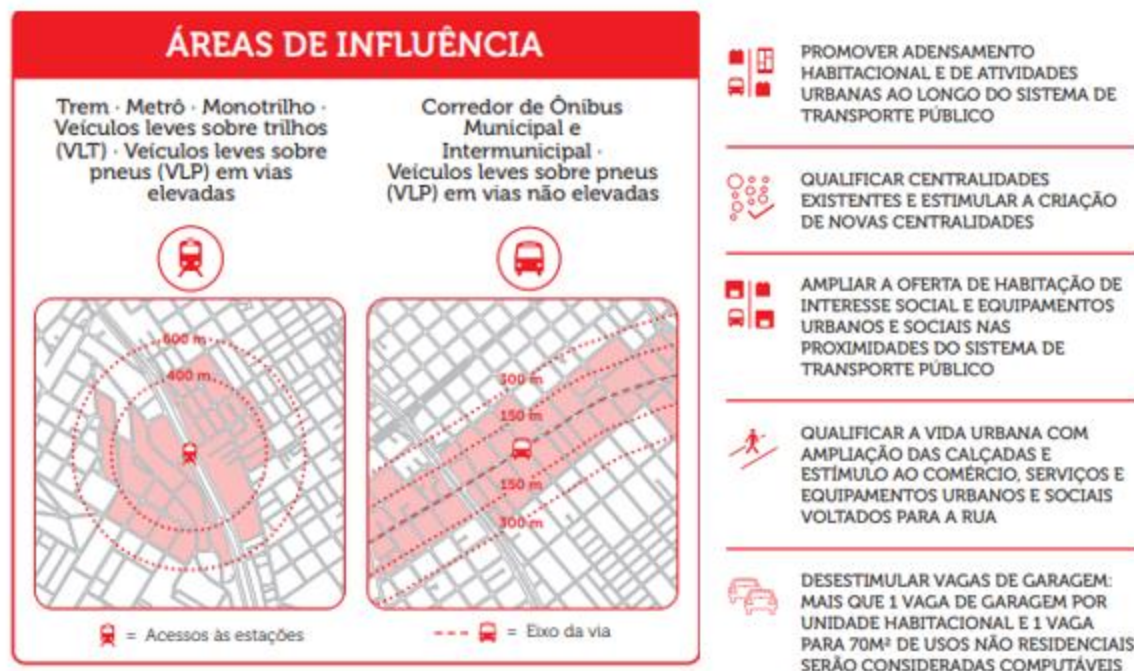 ÁREAS DE INFLUÊNCIA
Trem · Metrô · Monotrilho ·
Veículos leves sobre trilhos
(VLT) · Veículos leves sobre
pneus (VLP) em vias
elevadas
Corredor de Ônibus
Municipal e
Intermunicipal ·
Veículos leves sobre pneus
(VLP) em vias não elevadas
600 m
400 m
300 m
150 m
150 m
300 m
= Acessos às estações
= Eixo da via
PROMOVER ADENSAMENTO
HABITACIONAL E DE ATIVIDADES
URBANAS AO LONGO DO SISTEMA DE
TRANSPORTE PÚBLICO
QUALIFICAR CENTRALIDADES
EXISTENTES E ESTIMULAR A CRIAÇÃO
DE NOVAS CENTRALIDADES
AMPLIAR A OFERTA DE HABITAÇÃO DE
INTERESSE SOCIAL E EQUIPAMENTOS
URBANOS E SOCIAIS NAS
PROXIMIDADES DO SISTEMA DE
TRANSPORTE PÚBLICO
QUALIFICAR A VIDA URBANA COM
AMPLIAÇÃO DAS CALÇADAS E
ESTÍMULO AO COMÉRCIO, SERVIÇOS E
EQUIPAMENTOS URBANOS E SOCIAIS
VOLTADOS PARA A RUA
DESESTIMULAR VAGAS DE GARAGEM:
MAIS QUE 1 VAGA DE GARAGEM POR
UNIDADE HABITACIONAL E 1 VAGA
PARA 70M² DE USOS NÃO RESIDENCIAIS
SERÃO CONSIDERADAS COMPUTÁVEIS